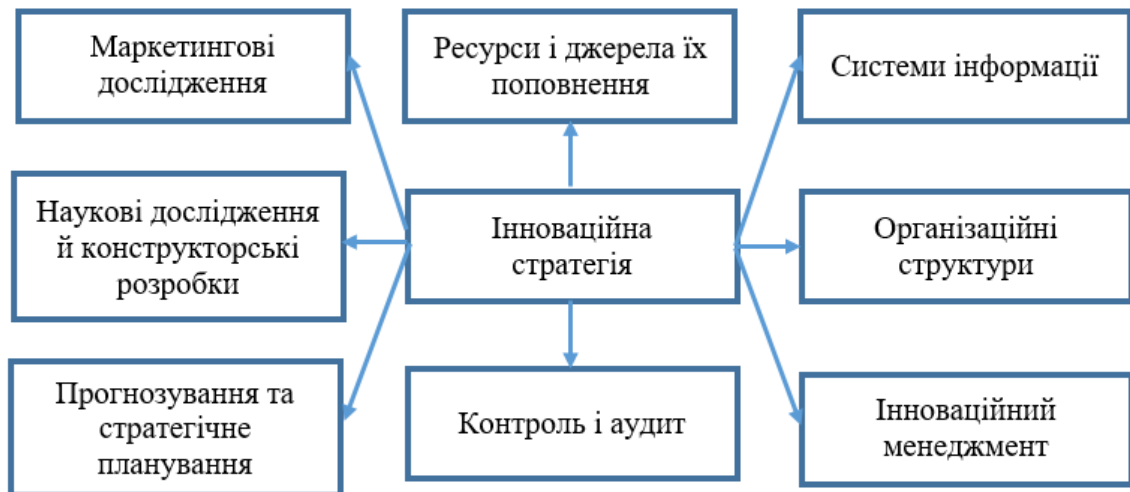 Маркетингові
дослідження
Ресурси і джерела їх
поповнення
Системи інформації
Наукові дослідження
й конструкторські
розробки
Інноваційна
стратегія
Організаційні
структури
Прогнозування та
стратегічне
планування
Контроль і аудит
Інноваційний
менеджмент